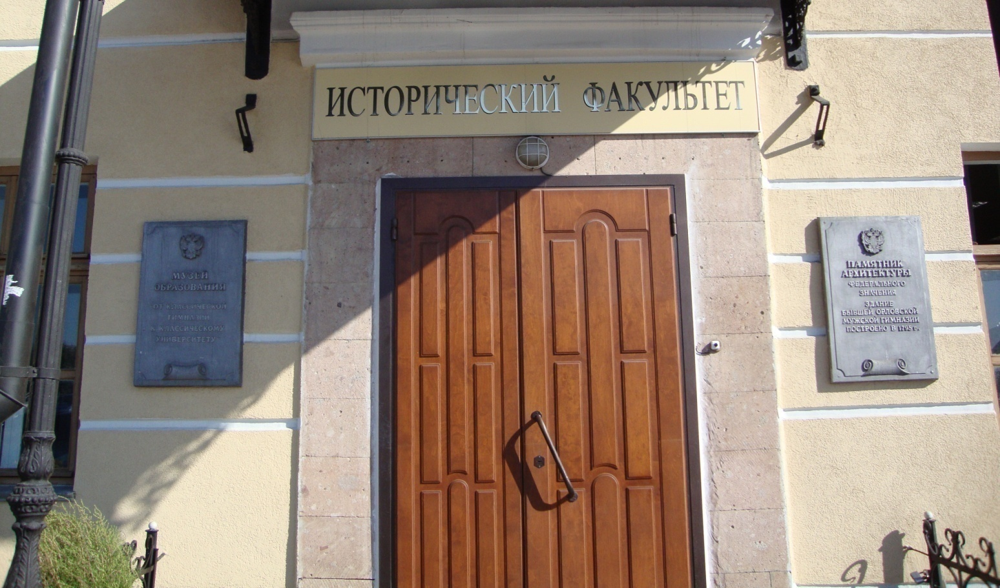 ИСТОРИЧЕСКИЙ ФАКУЛЬТЕТ
МУЗЕЙ
ОБРАЗОВАНИЯ
ОТ КЛАССИЧЕСКОЙ
ГИМНАЗИИ
К КЛАССИЧЕСКОМУ
УНИВЕРСИТЕТУ
ПАМЯТНИК
АРХИТЕКТУРЫ
ФЕДЕРАЛЬНОГО
ЗНАЧЕНИЯ
ЗДАНИЕ
БЫВШЕЙ ОРЛОВСКОЙ
МУЖСКОЙ ГИМНАЗИИ
ПОСТРОЕНО В 1795 г.